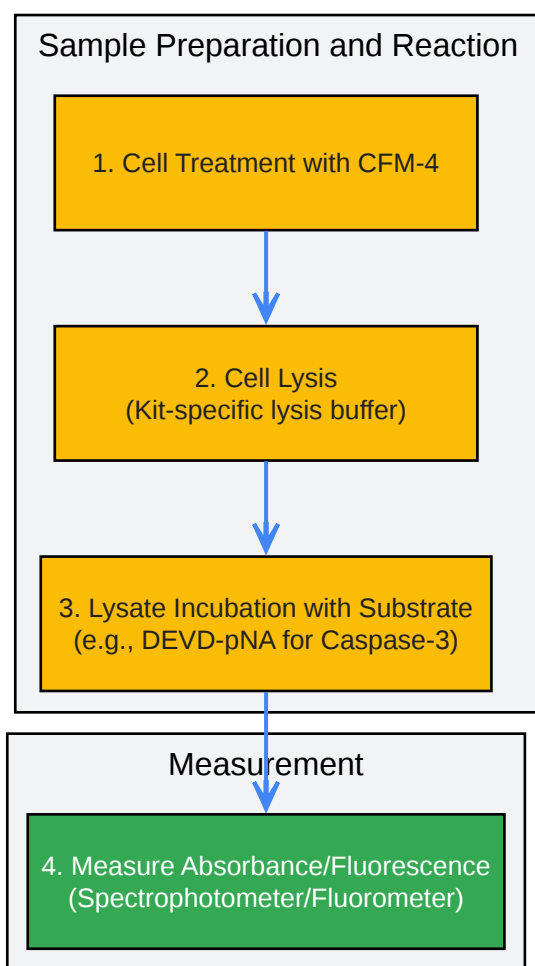 Sample Preparation and Reaction
1. Cell Treatment with CFM-4
2. Cell Lysis
(Kit-specific lysis buffer)
3. Lysate Incubation with Substrate
(e.g., DEVD-pNA for Caspase-3)
Measurement
4. Measure Absorbance/Fluorescence
(Spectrophotometer/Fluorometer)